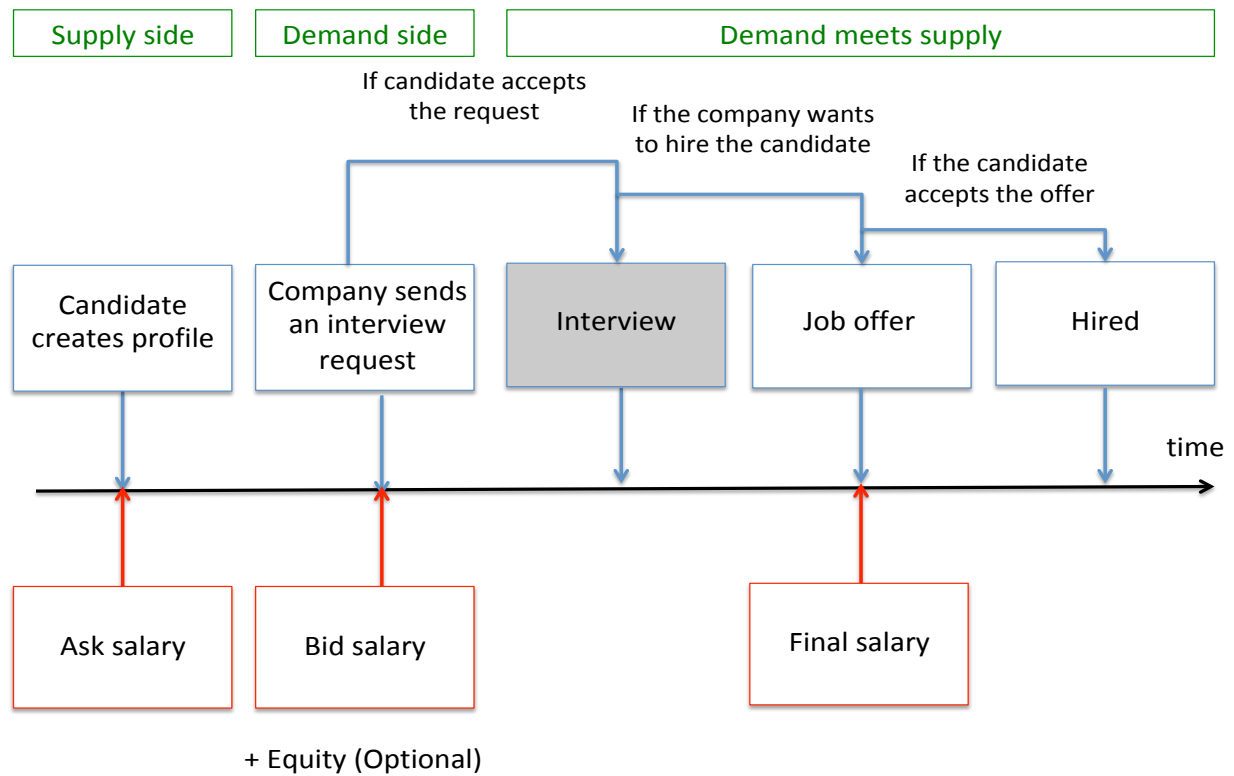 Supply side
Demand side
Demand meets supply
If candidate accepts
the request
If the company wants
to hire the candidate
If the candidate
accepts the offer
Candidate
creates profile
Company sends
an interview
request
Interview
Job offer
Hired
time
Ask salary
Bid salary
Final salary
+ Equity (Optional)